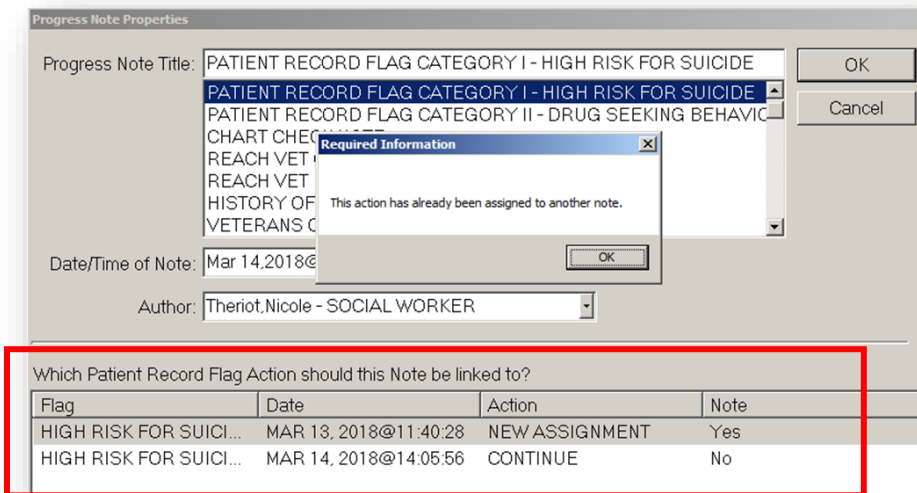 Progress Note Properties
Progress Note Title: PATIENT RECORD FLAG CATEGORY I - HIGH RISK FOR SUICIDE
OK
PATIENT RECORD FLAG CATEGORY I - HIGH RISK FOR SUICIDE
Cancel
PATIENT RECORD FLAG CATEGORY II - DRUG SEEKING BEHAVIO
CHART
Required Information
REACH VET
REACH VET
This action has already been assigned to another note.
HISTORY OF
VETERANS
OK
Date/Time of Note: Mar 14,2018@
Author: Theriot,Nicole - SOCIAL WORKER
Which Patient Record Flag Action should this Note be linked to?
Flag Date Action Note
HIGH RISK FOR SUICI... MAR 13, 2018@11:40:28 NEW ASSIGNMENT Yes
HIGH RISK FOR SUICI... MAR 14, 2018@14:05:56 CONTINUE No